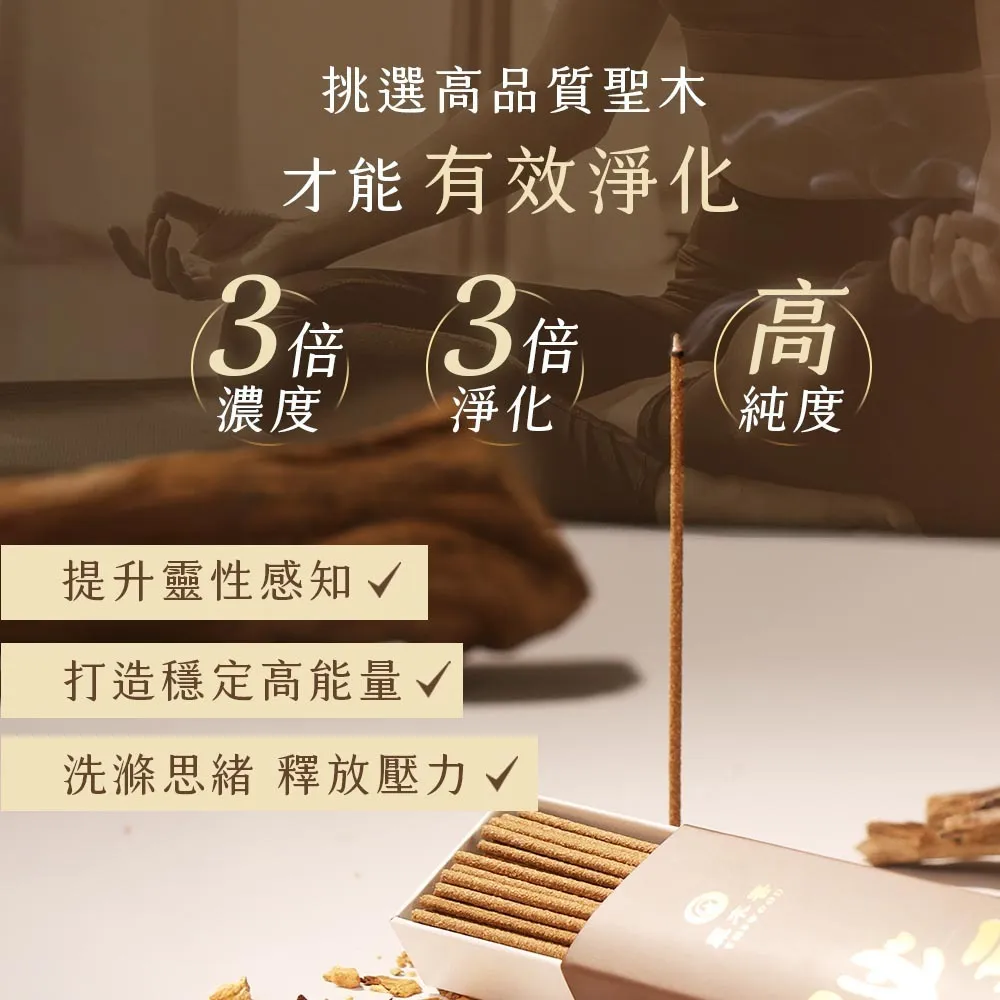 挑選高品質聖木
才能 有效淨化
3倍
濃度
3倍
淨化
高
純度
提升靈性感知✓
打造穩定高能量✓
洗滌思緒 釋放壓力✓